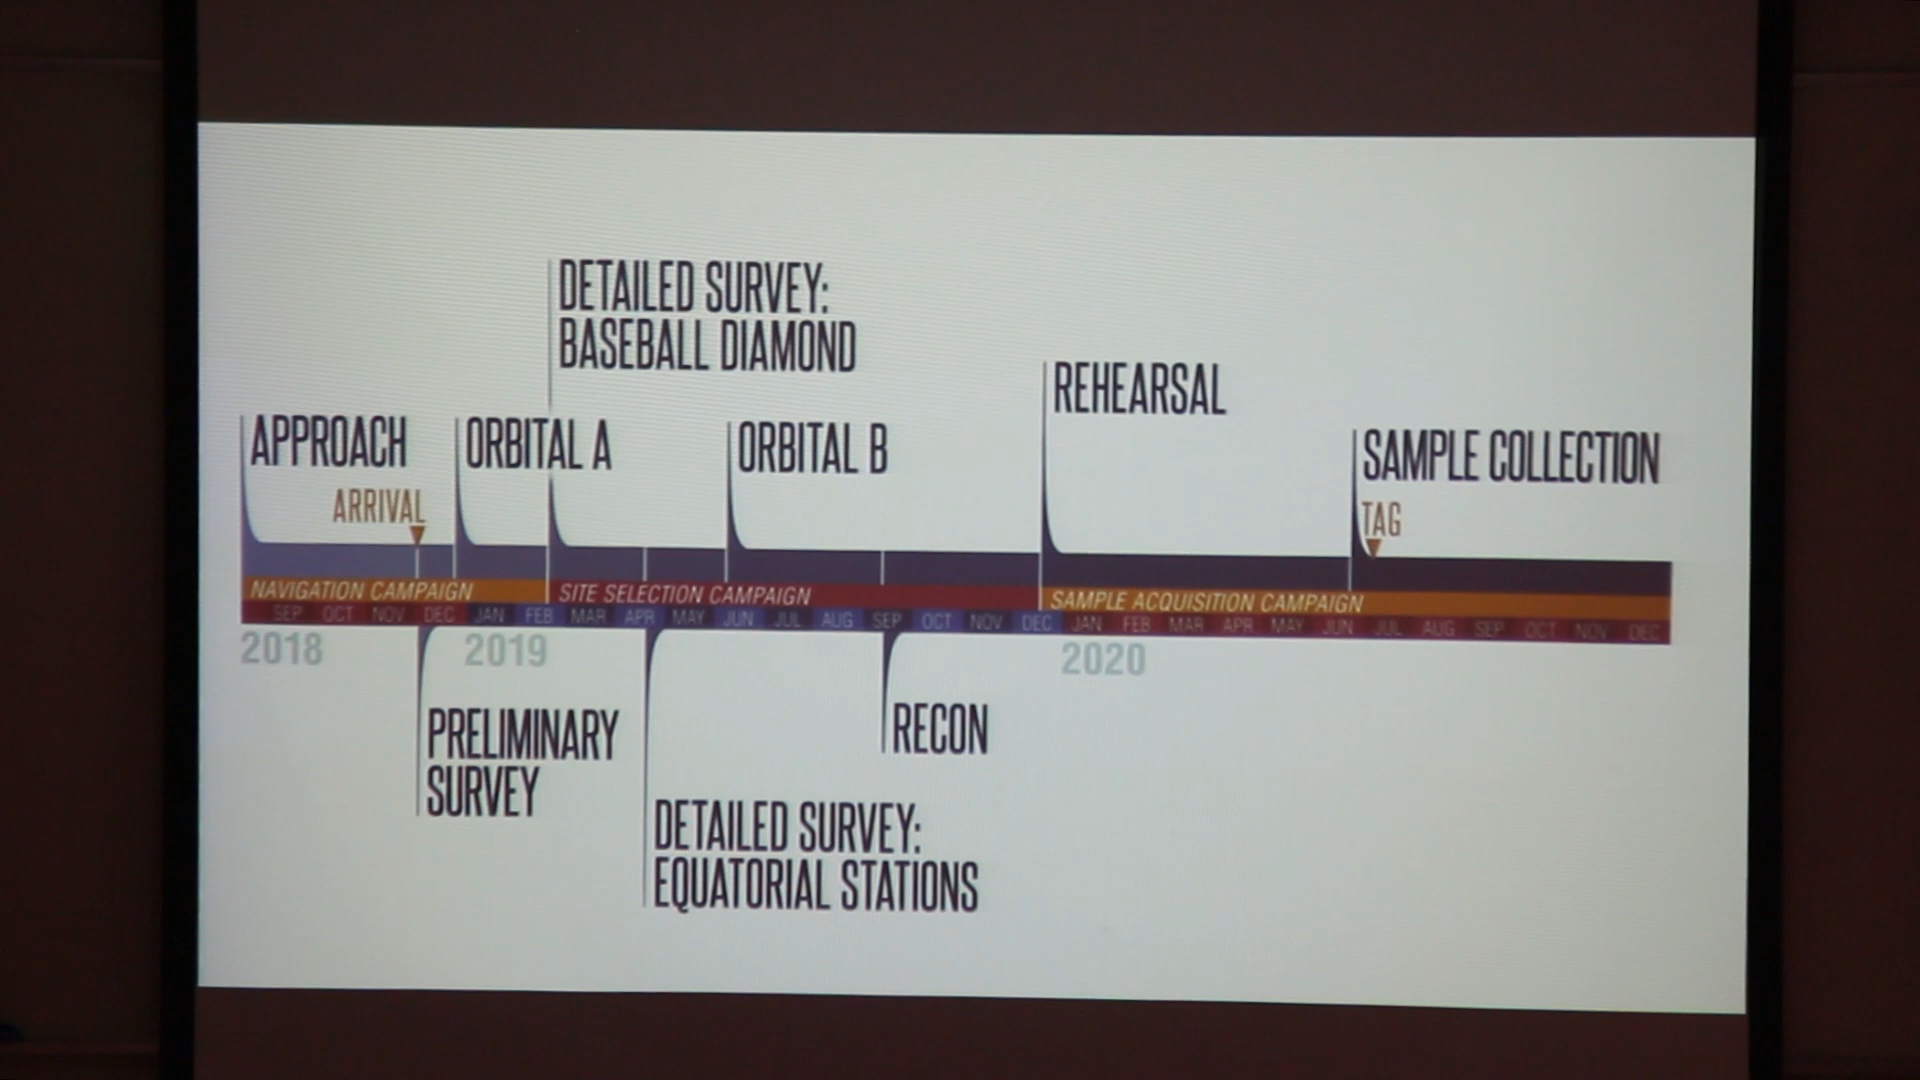 DETAILED SURVEY:
BASEBALL DIAMOND
REHEARSAL
APPROACH
ORBITAL A
ORBITAL B
SAMPLE COLLECTION
ARRIVAL
TAG
NAVIGATION CAMPAIGN
SITE SELECTION CAMPAIGN
SAMPLE ACQUISITION CAMPAIGN
SEP OCT NOV DEC JAN FEB MAR APR MAY JUN JUL AUG SEP OCT NOV DEC JAN FEB MAR APR MAY JUN JUL AUG SEP OCT NOV DEC
2018 2019 2020
PRELIMINARY
SURVEY
RECON
DETAILED SURVEY:
EQUATORIAL STATIONS